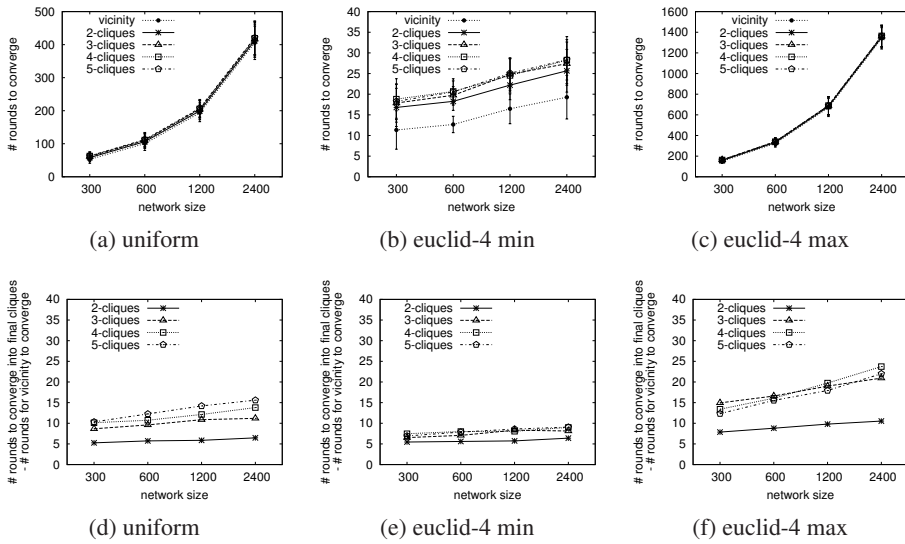 # rounds to converge
500
400
300
200
100
0
vicinity
2-cliques
3-cliques
4-cliques
5-cliques
300 600 1200 2400
network size
(a) uniform
# rounds to converge
40
35
30
25
20
15
10
5
0
vicinity
2-cliques
3-cliques
4-cliques
5-cliques
300 600 1200 2400
network size
(b) euclid-4 min
# rounds to converge
1600
1400
1200
1000
800
600
400
200
0
vicinity
2-cliques
3-cliques
4-cliques
5-cliques
300 600 1200 2400
network size
(c) euclid-4 max
# rounds to converge into final cliques
- # rounds for vicinity to converge
40
35
30
25
20
15
10
5
0
2-cliques
3-cliques
4-cliques
5-cliques
300 600 1200 2400
network size
(d) uniform
# rounds to converge into final cliques
- # rounds for vicinity to converge
40
35
30
25
20
15
10
5
0
2-cliques
3-cliques
4-cliques
5-cliques
300 600 1200 2400
network size
(e) euclid-4 min
# rounds to converge into final cliques
- # rounds for vicinity to converge
40
35
30
25
20
15
10
5
0
2-cliques
3-cliques
4-cliques
5-cliques
300 600 1200 2400
network size
(f) euclid-4 max